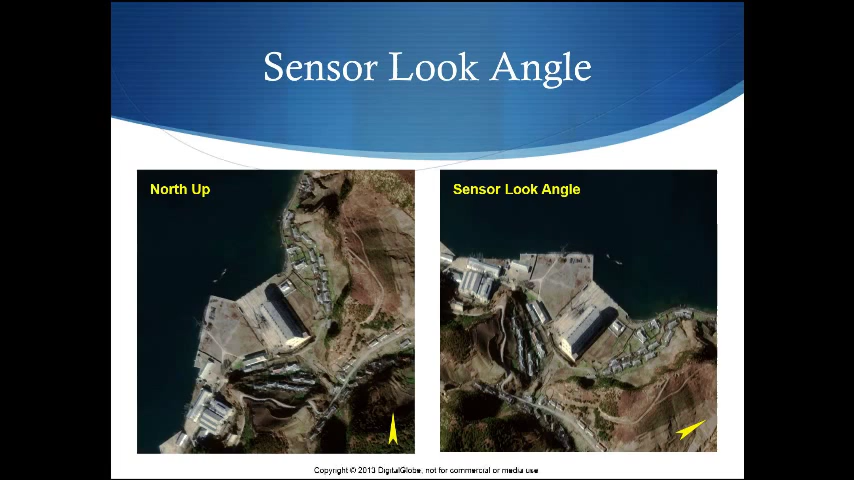 Sensor Look Angle
North Up
Sensor Look Angle
Copyright © 2013 DigitalGlobe, not for commercial or media use